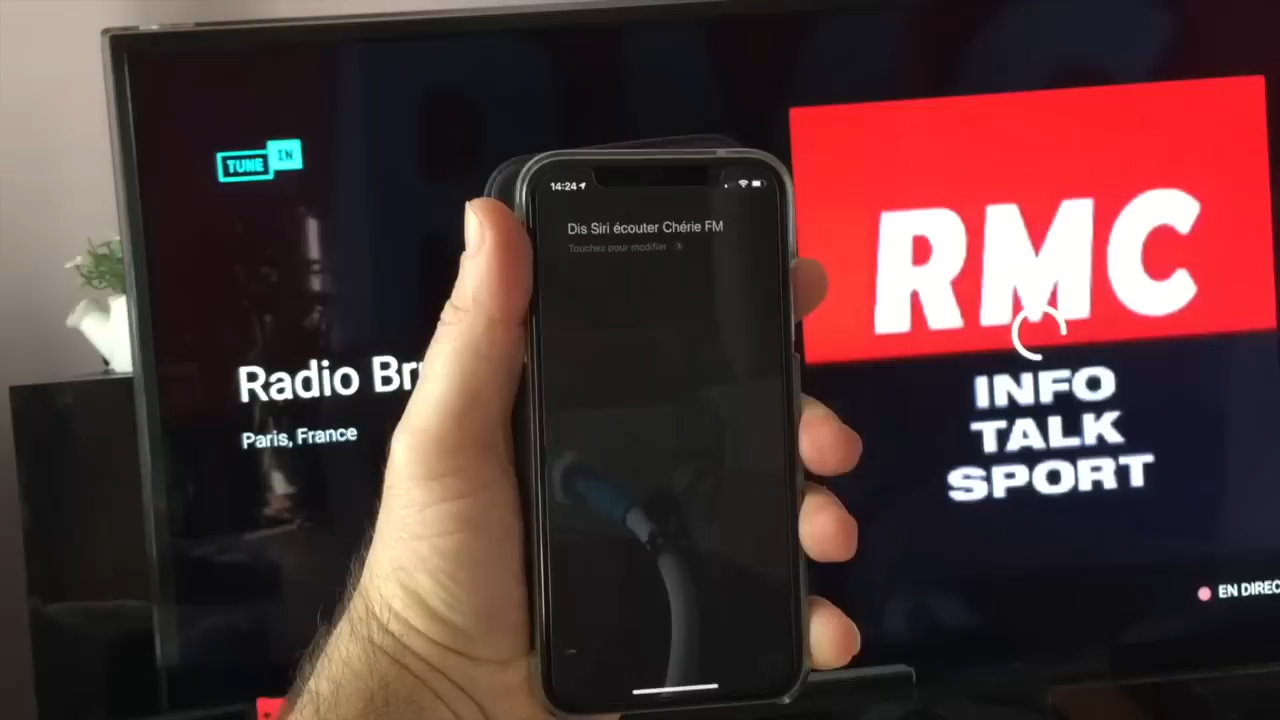 TUNE IN
Radio
Paris, France
14:24
Dis Siri écouter Chérie FM
Touchez pour modifier
RMC
INFO
TALK
SPORT
EN DIREC